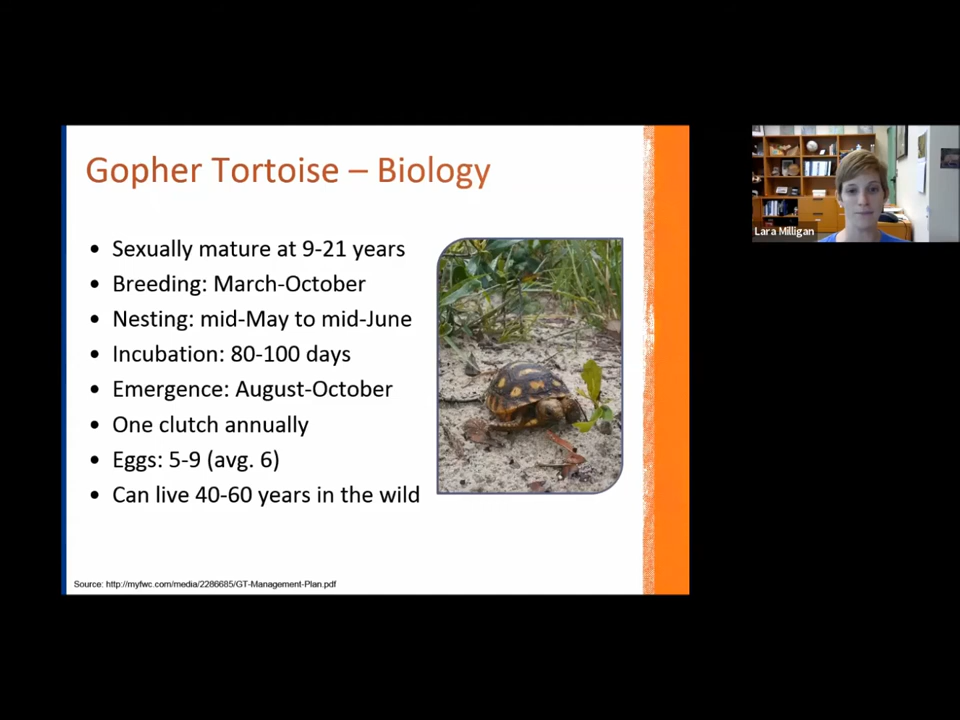 Gopher Tortoise – Biology
• Sexually mature at 9-21 years
• Breeding: March-October
• Nesting: mid-May to mid-June
• Incubation: 80-100 days
• Emergence: August-October
• One clutch annually
• Eggs: 5-9 (avg. 6)
• Can live 40-60 years in the wild
Source: http://myfwc.com/media/2286685/GT-Management-Plan.pdf
Lara Milligan